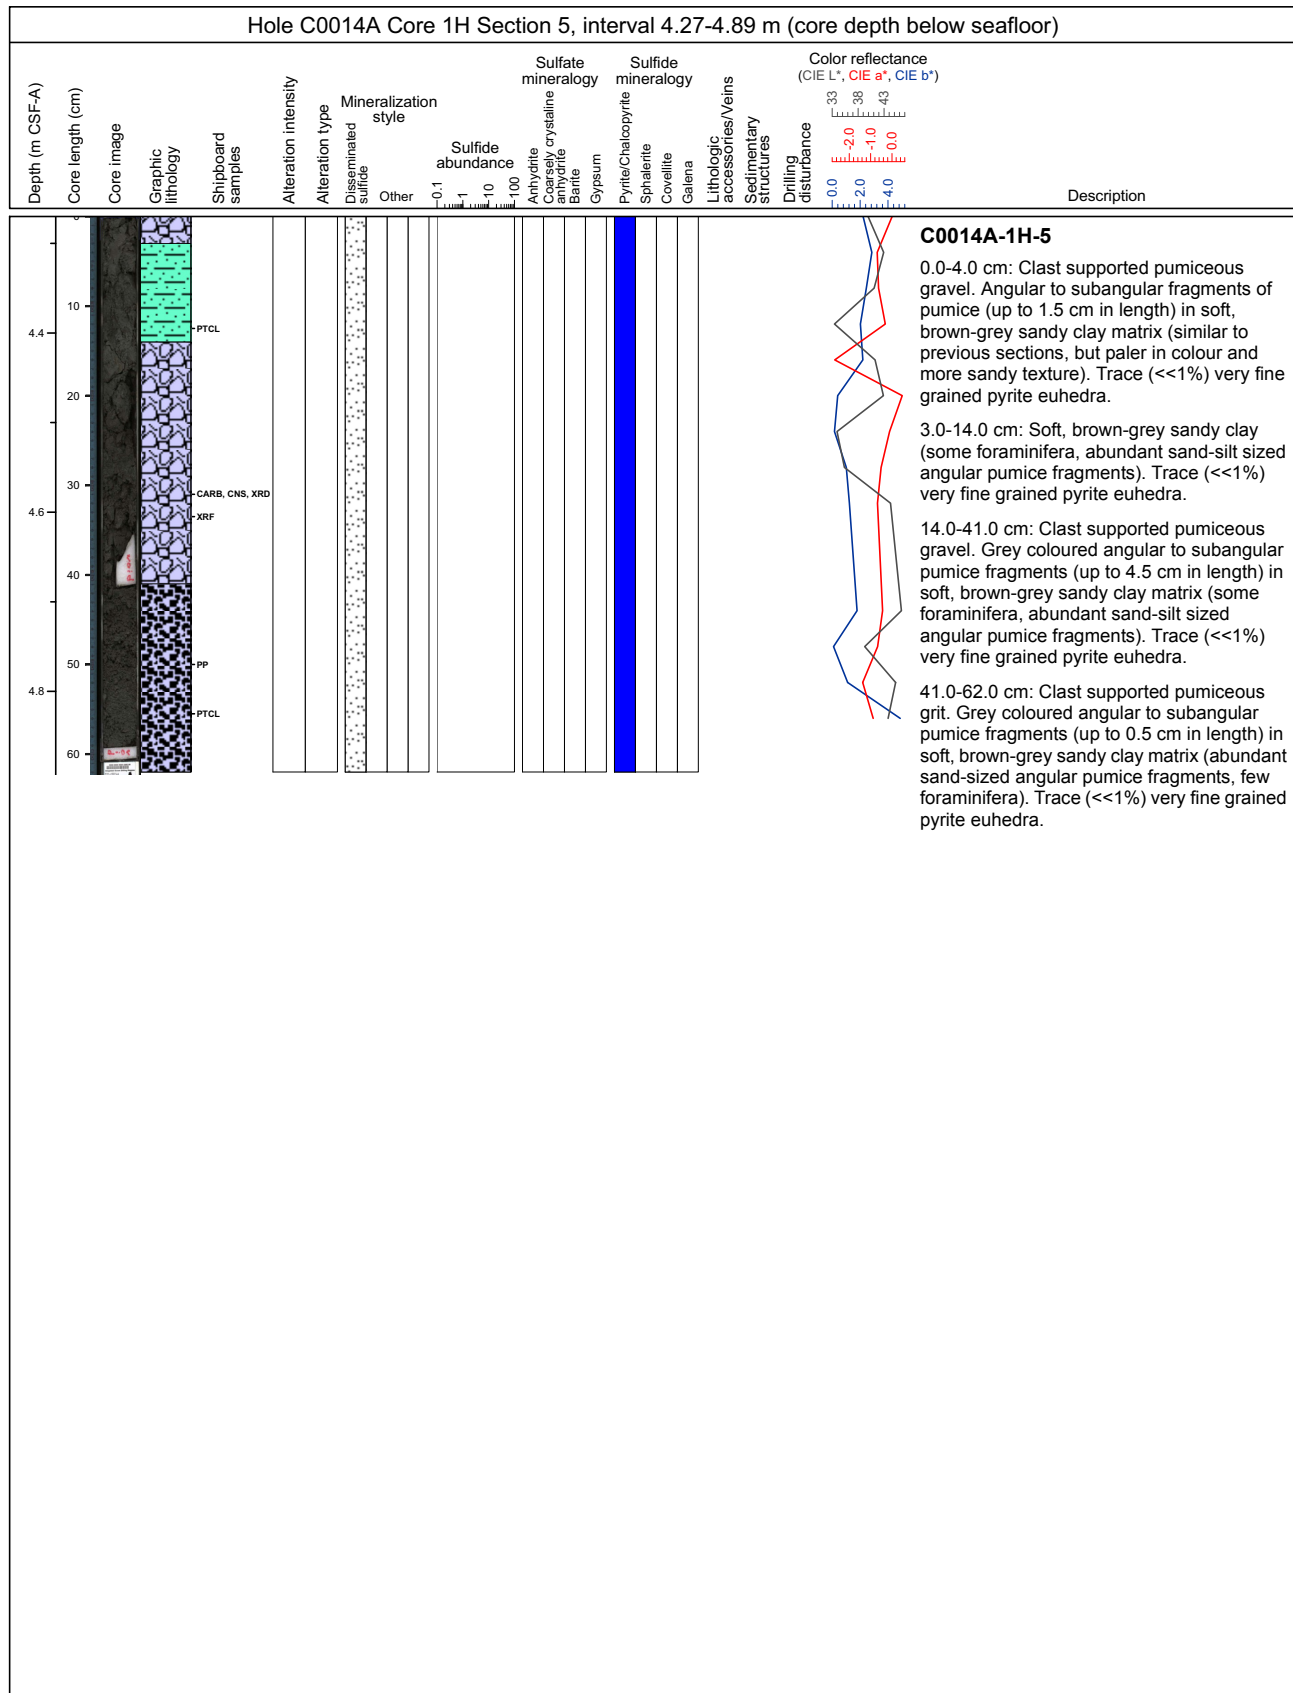 Hole C0014A Core 1H Section 5, interval 4.27-4.89 m (core depth below seafloor)
Depth (m CSF-A)
Core length (cm)
Core image
Graphic
lithology
Shipboard
samples
Alteration intensity
Alteration type
Mineralization
style
Disseminated
sulfide
Other
Sulfide
abundance
0.1
1
10
100
Sulfate
mineralogy
Anhydrite
Coarsely crystaline
anhydrite
Barite
Gypsum
Sulfide
mineralogy
Pyrite/Chalcopyrite
Sphalerite
Covellite
Galena
Lithologic
accessories/Veins
Sedimentary
structures
Drilling
disturbance
Color reflectance
(CIE L*, CIE a*, CIE b*)
33
38
43
-2.0
-1.0
0.0
0.0
2.0
4.0
Description
0
10
20
30
40
50
60
4.4
4.6
4.8
PTCL
CARB, CNS, XRD
XRF
PP
PTCL
C0014A-1H-5
0.0-4.0 cm: Clast supported pumiceous
gravel. Angular to subangular fragments of
pumice (up to 1.5 cm in length) in soft,
brown-grey sandy clay matrix (similar to
previous sections, but paler in colour and
more sandy texture). Trace (<<1%) very fine
grained pyrite euhedra.
3.0-14.0 cm: Soft, brown-grey sandy clay
(some foraminifera, abundant sand-silt sized
angular pumice fragments). Trace (<<1%)
very fine grained pyrite euhedra.
14.0-41.0 cm: Clast supported pumiceous
gravel. Grey coloured angular to subangular
pumice fragments (up to 4.5 cm in length) in
soft, brown-grey sandy clay matrix (some
foraminifera, abundant sand-silt sized
angular pumice fragments). Trace (<<1%)
very fine grained pyrite euhedra.
41.0-62.0 cm: Clast supported pumiceous
grit. Grey coloured angular to subangular
pumice fragments (up to 0.5 cm in length) in
soft, brown-grey sandy clay matrix (abundant
sand-sized angular pumice fragments, few
foraminifera). Trace (<<1%) very fine grained
pyrite euhedra.